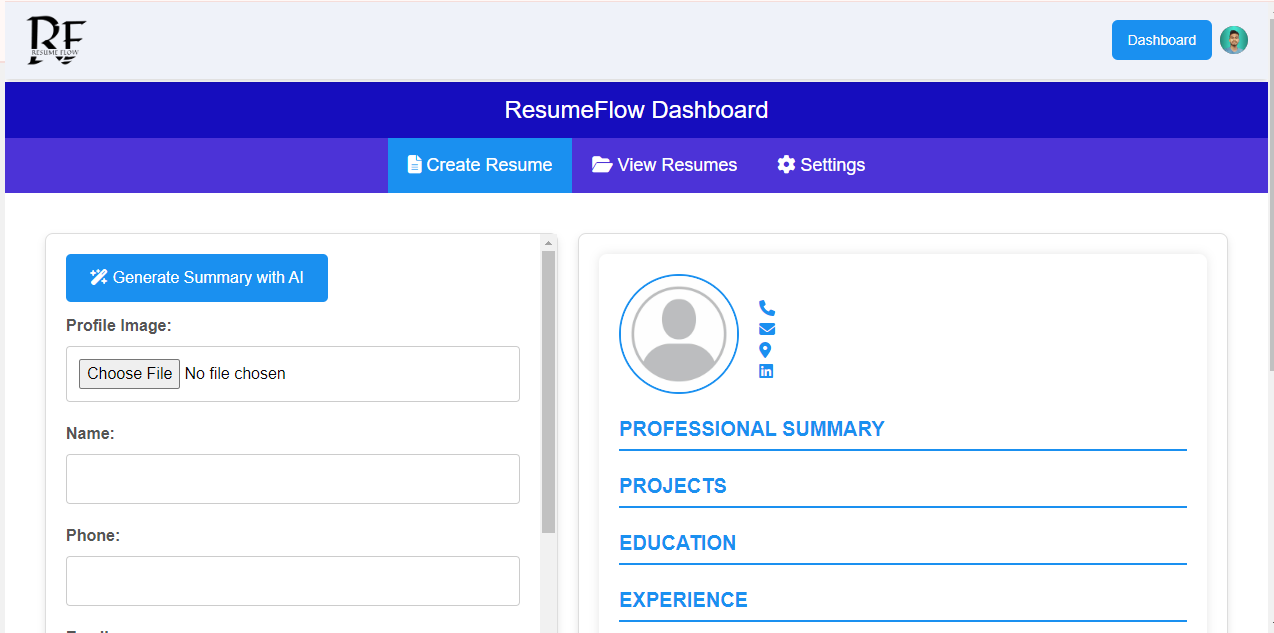 RF
RESUME FLOW
Dashboard
ResumeFlow Dashboard
Create Resume
View Resumes
Settings
Generate Summary with AI
Profile Image:
Choose File No file chosen
Name:
Phone:
in
PROFESSIONAL SUMMARY
PROJECTS
EDUCATION
EXPERIENCE